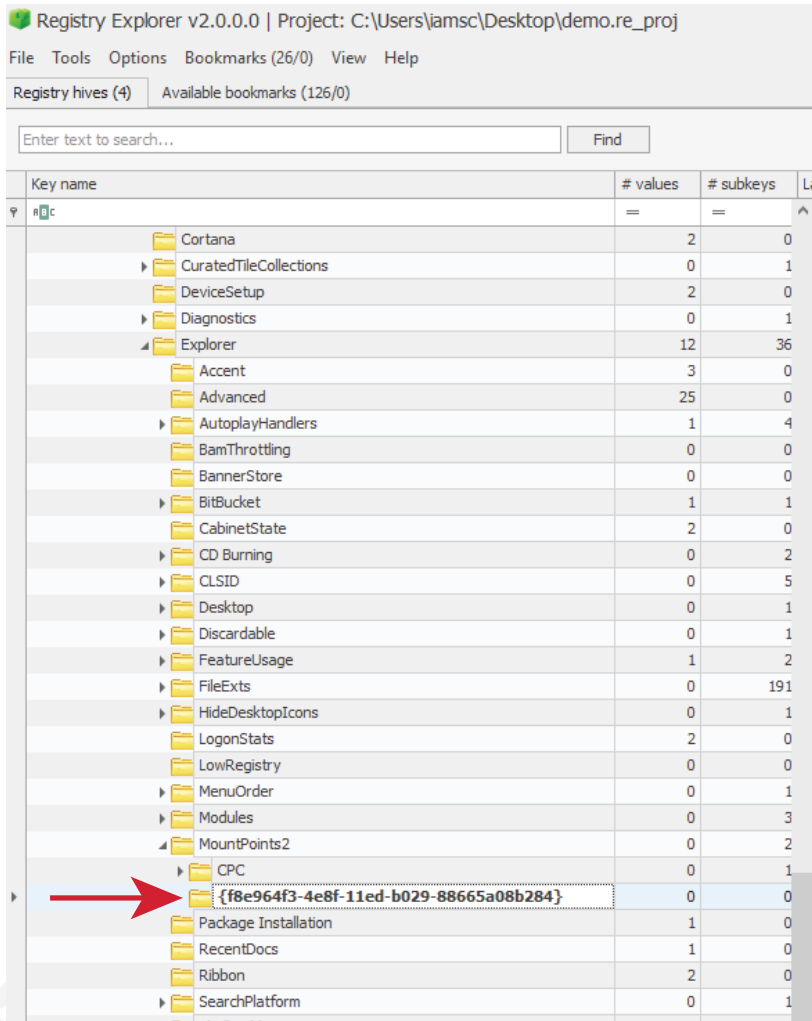 Registry Explorer v2.0.0.0 | Project: C:\Users\iamsc\Desktop\demo.re_proj
File Tools Options Bookmarks (26/0) View Help
Registry hives (4) Available bookmarks (126/0)
Enter text to search... Find
Key name # values # subkeys
ABC = =
Cortana 2 0
CuratedTileCollections 0 1
DeviceSetup 2 0
Diagnostics 0 1
Explorer 12 36
Accent 3 0
Advanced 25 0
AutoplayHandlers 1 4
BamThrottling 0 0
BannerStore 0 0
BitBucket 1 1
CabinetState 2 0
CD Burning 0 2
CLSID 0 5
Desktop 0 1
Discardable 0 1
FeatureUsage 1 2
FileExts 0 191
HideDesktopIcons 0 1
LogonStats 2 0
LowRegistry 0 0
MenuOrder 0 1
Modules 0 3
MountPoints2 0 2
CPC 0 1
{f8e964f3-4e8f-11ed-b029-88665a08b284} 0 0
Package Installation 1 0
RecentDocs 1 0
Ribbon 2 0
SearchPlatform 0 1